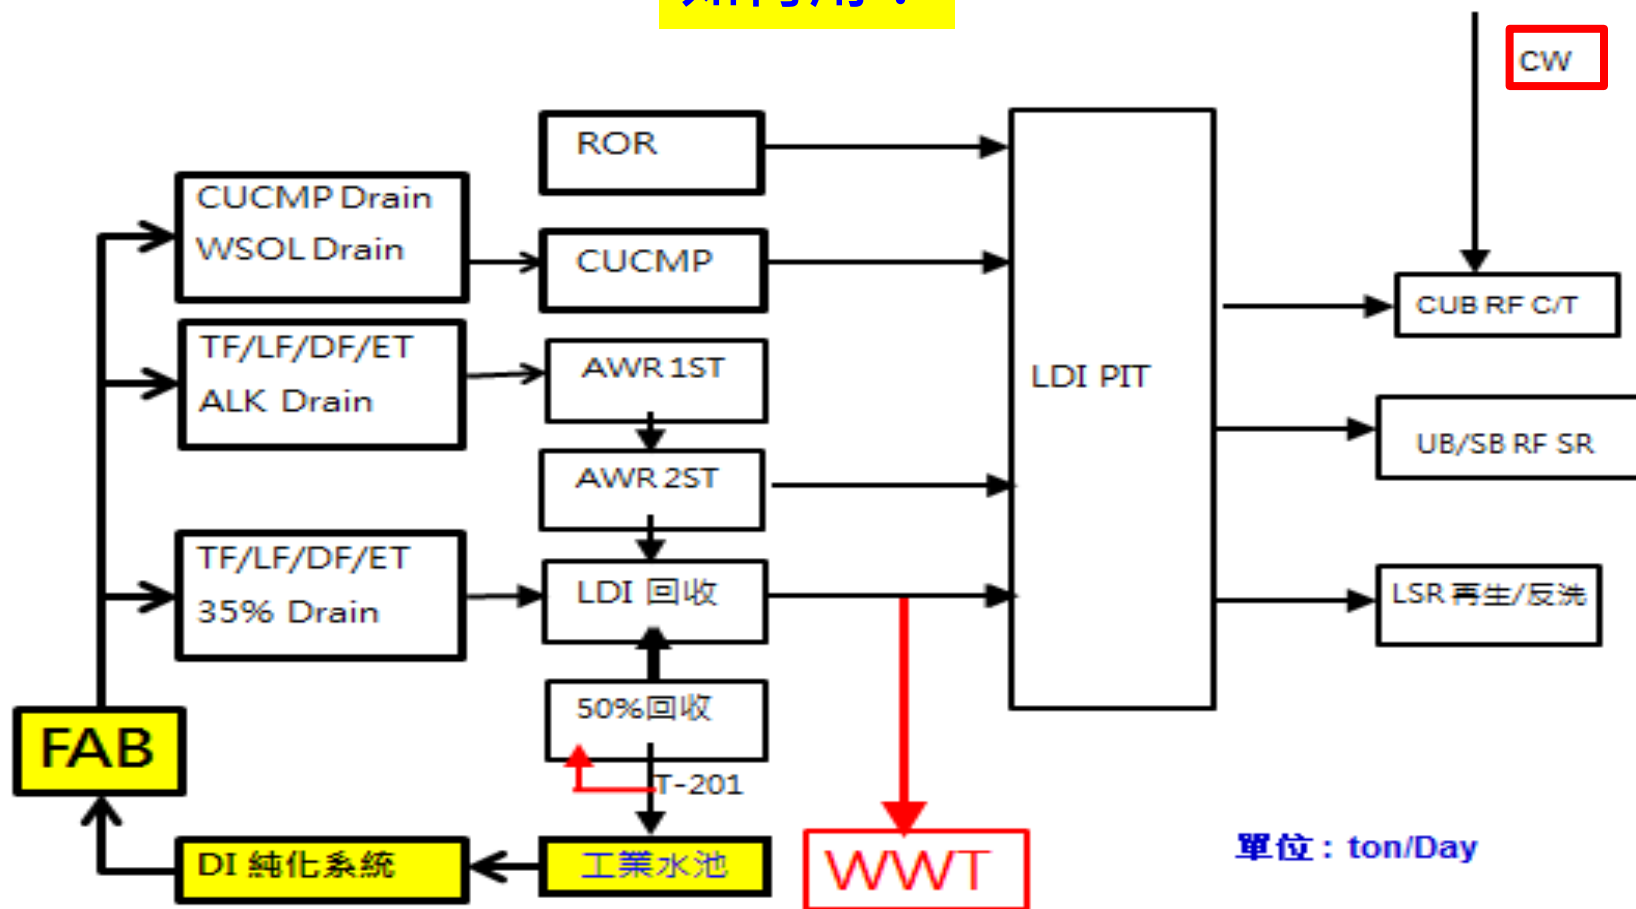 如何用？
CW
ROR
CUCMP Drain
WSOL Drain
CUCMP
CUB RF C/T
TF/LF/DF/ET
ALK Drain
AWR 1ST
LDI PIT
AWR 2ST
UB/SB RF SR
TF/LF/DF/ET
35% Drain
LDI 回收
LSR 再生/反洗
50%回收
FAB
T-201
DI 純化系統
工業水池
WWT
單位 : ton/Day